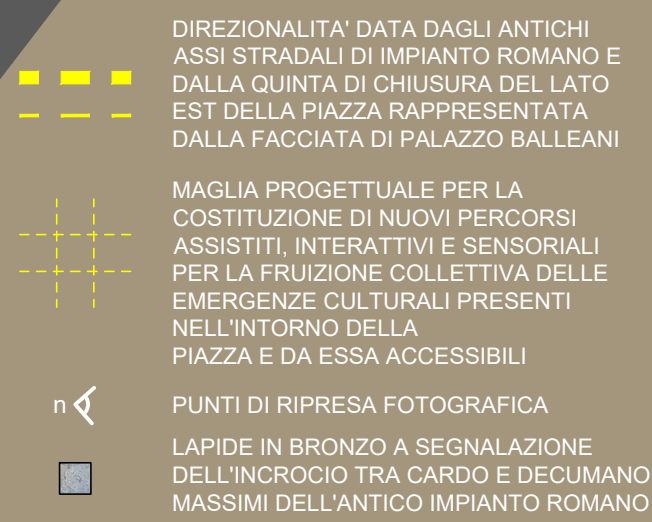 DIREZIONALITA' DATA DAGLI ANTICHI
ASSI STRADALI DI IMPIANTO ROMANO E
DALLA QUINTA DI CHIUSURA DEL LATO
EST DELLA PIAZZA RAPPRESENTATA
DALLA FACCIATA DI PALAZZO BALLEANI
MAGLIA PROGETTUALE PER LA
COSTITUZIONE DI NUOVI PERCORSI
ASSISTITI, INTERATTIVI E SENSORIALI
PER LA FRUIZIONE COLLETTIVA DELLE
EMERGENZE CULTURALI PRESENTI
NELL'INTORNO DELLA
PIAZZA E DA ESSA ACCESSIBILI
n PUNTI DI RIPRESA FOTOGRAFICA
LAPIDE IN BRONZO A SEGNALAZIONE
DELL'INCROCIO TRA CARDO E DECUMANO
MASSIMI DELL'ANTICO IMPIANTO ROMANO